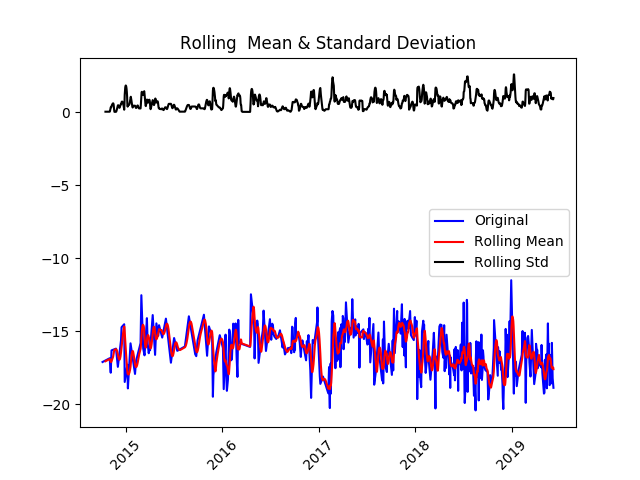 Rolling  Mean & Standard Deviation
0
−5
−10
−15
−20
Original
Rolling Mean
Rolling Std
2015
2016
2017
2018
2019